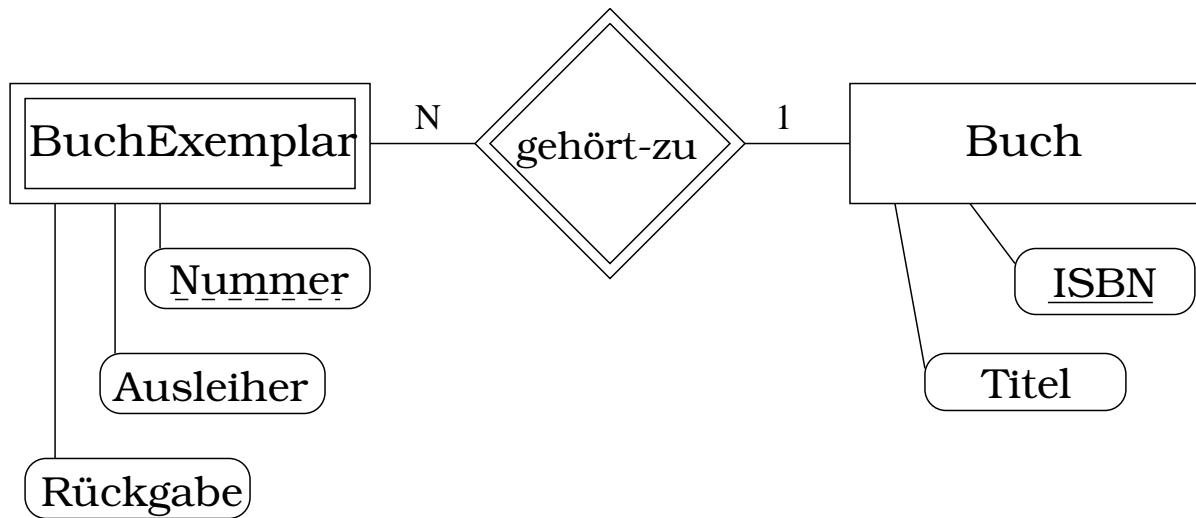 BuchExemplar
N
gehört-zu
1
Buch
Nummer
ISBN
Ausleiher
Titel
Rückgabe